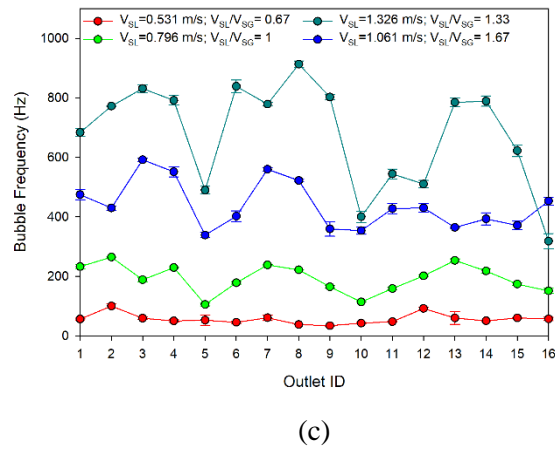 V_SL=0.531 m/s; V_SL/V_SG= 0.67
V_SL=1.326 m/s; V_SL/V_SG = 1.33
V_SL=0.796 m/s; V_SL/V_SG= 1
V_SL=1.061 m/s; V_SL/V_SG = 1.67
Bubble Frequency (Hz)
1000
800
600
400
200
0
1 2 3 4 5 6 7 8 9 10 11 12 13 14 15 16
Outlet ID
(c)